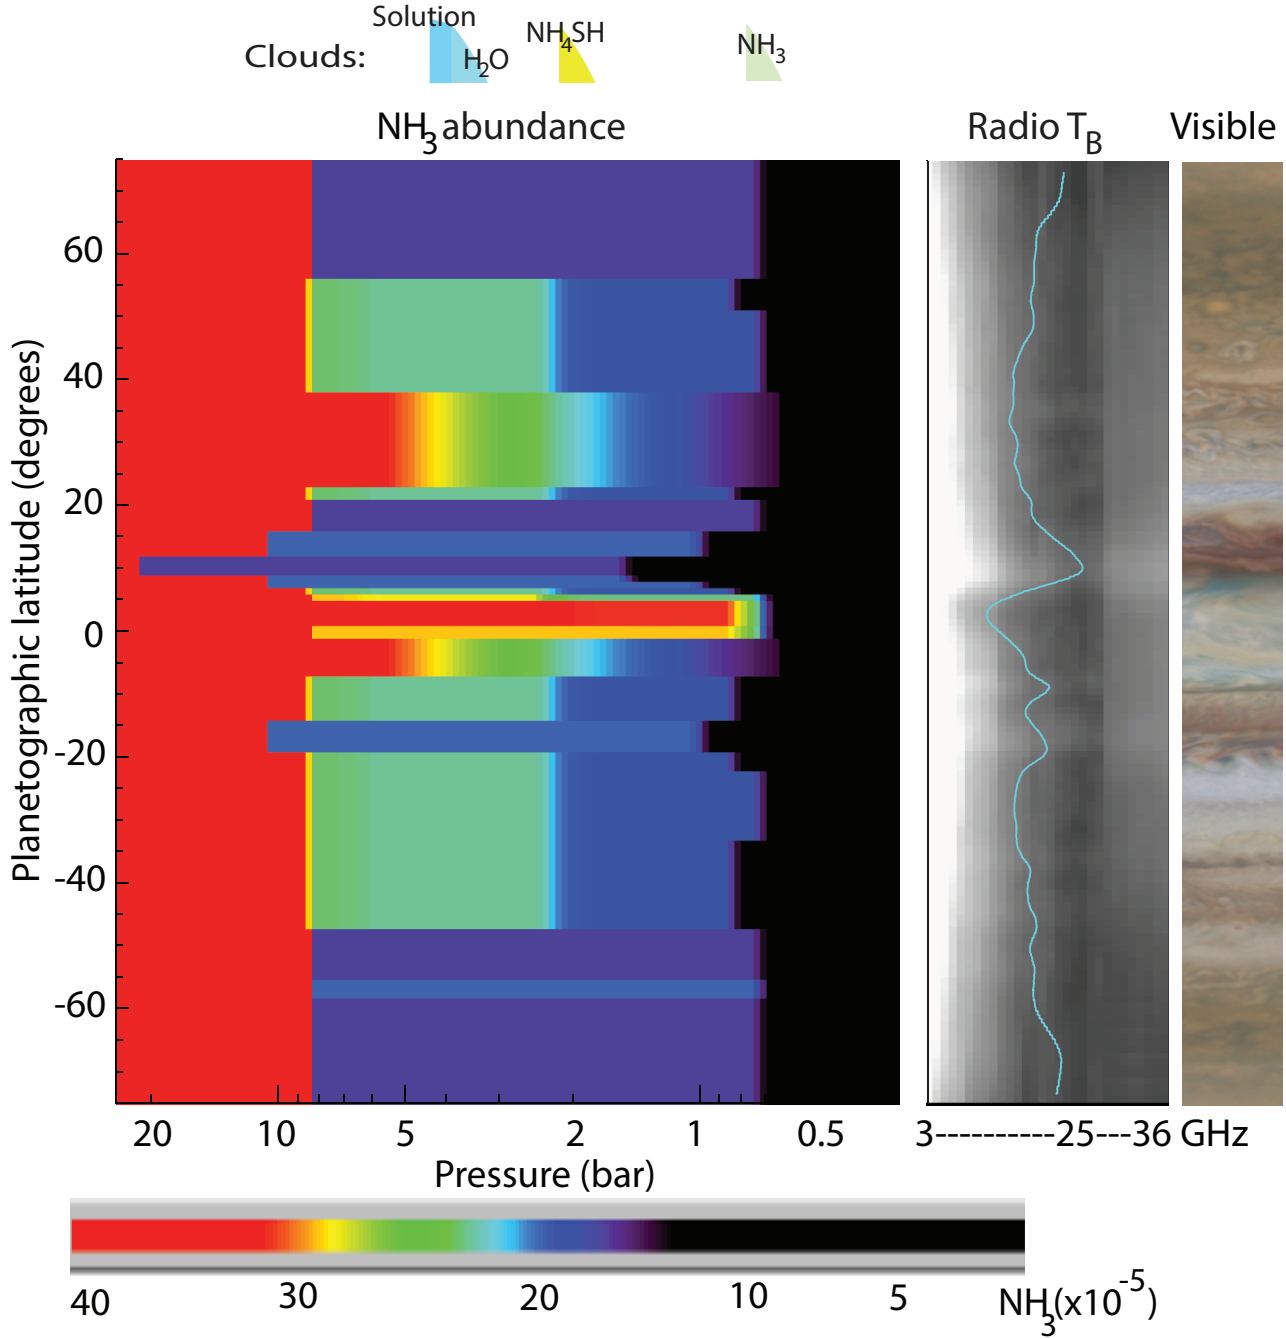 Solution
Clouds: H2O NH4SH NH3
NH3 abundance Radio TB Visible
Planetographic latitude (degrees)
60
40
20
0
-20
-40
-60
20 10 5 2 1 0.5 3-----------25---36 GHz
Pressure (bar)
40 30 20 10 5 NH3(x10-5)